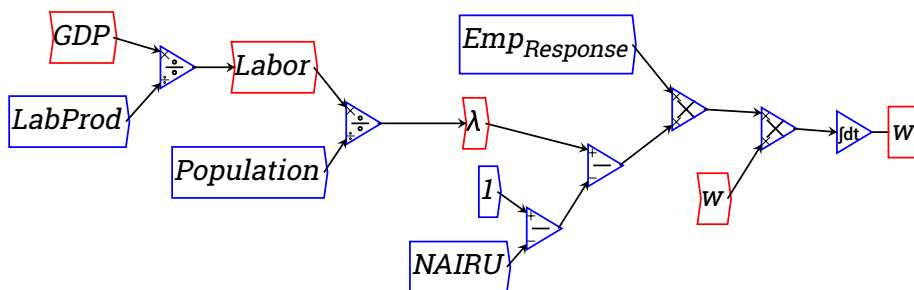 GDP
× ÷ ÷
LabProd
Labor
× ÷ ÷
Population
λ
1
+ − −
NAIRU
+ − −
Emp_Response
× × ×
w
× × ×
∫dt
w